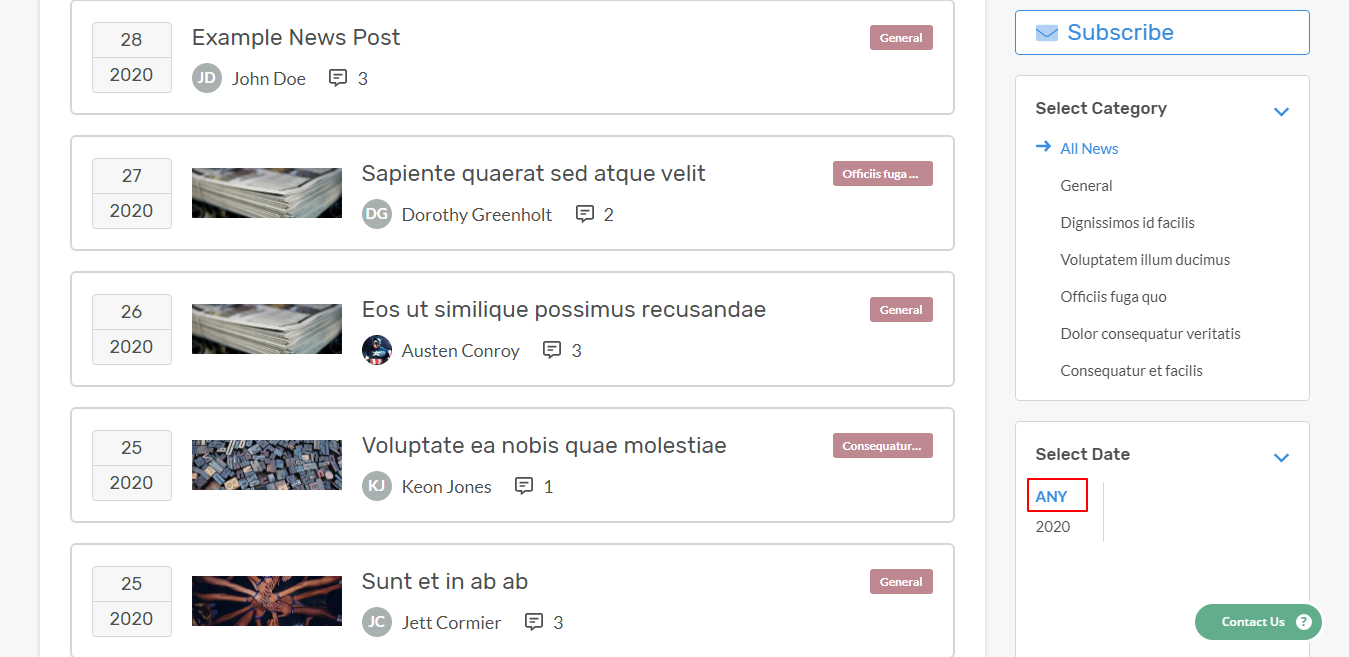 28
2020
Example News Post
General
JD
John Doe
3
27
2020
Sapiente quaerat sed atque velit
Officiis fuga ...
DG
Dorothy Greenholt
2
26
2020
Eos ut similique possimus recusandae
General
Austen Conroy
3
25
2020
Voluptate ea nobis quae molestiae
Consequatur...
KJ
Keon Jones
1
25
2020
Sunt et in ab ab
General
JC
Jett Cormier
3
Subscribe
Select Category
All News
General
Dignissimos id facilis
Voluptatem illum ducimus
Officiis fuga quo
Dolor consequatur veritatis
Consequatur et facilis
Select Date
ANY
2020
Contact Us ?